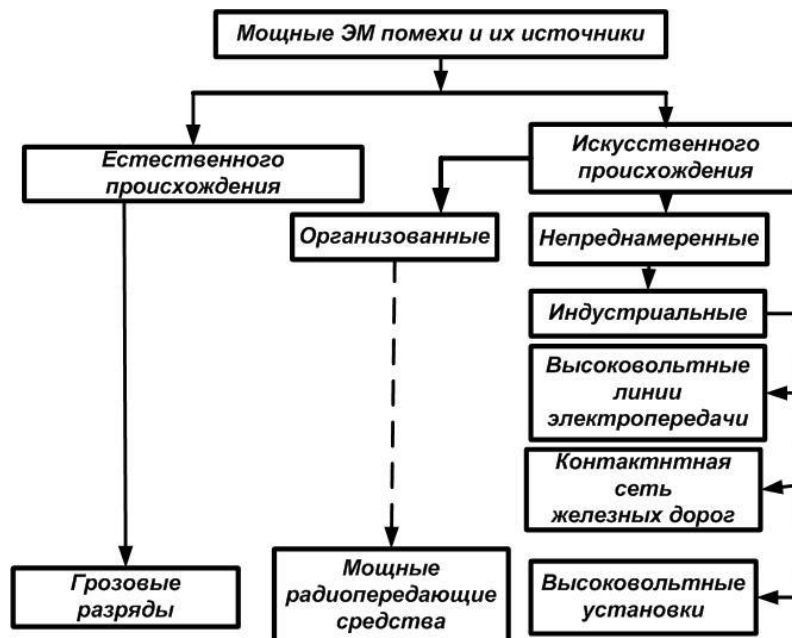 Мощные ЭМ помехи и их источники
Естественного
происхождения
Искусственного
происхождения
Организованные
Непреднамеренные
Индустриальные
Высоковольтные
линии
электропередачи
Контактнтная
сеть
железных дорог
Грозовые
разряды
Мощные
радиопередающие
средства
Высоковольтные
установки